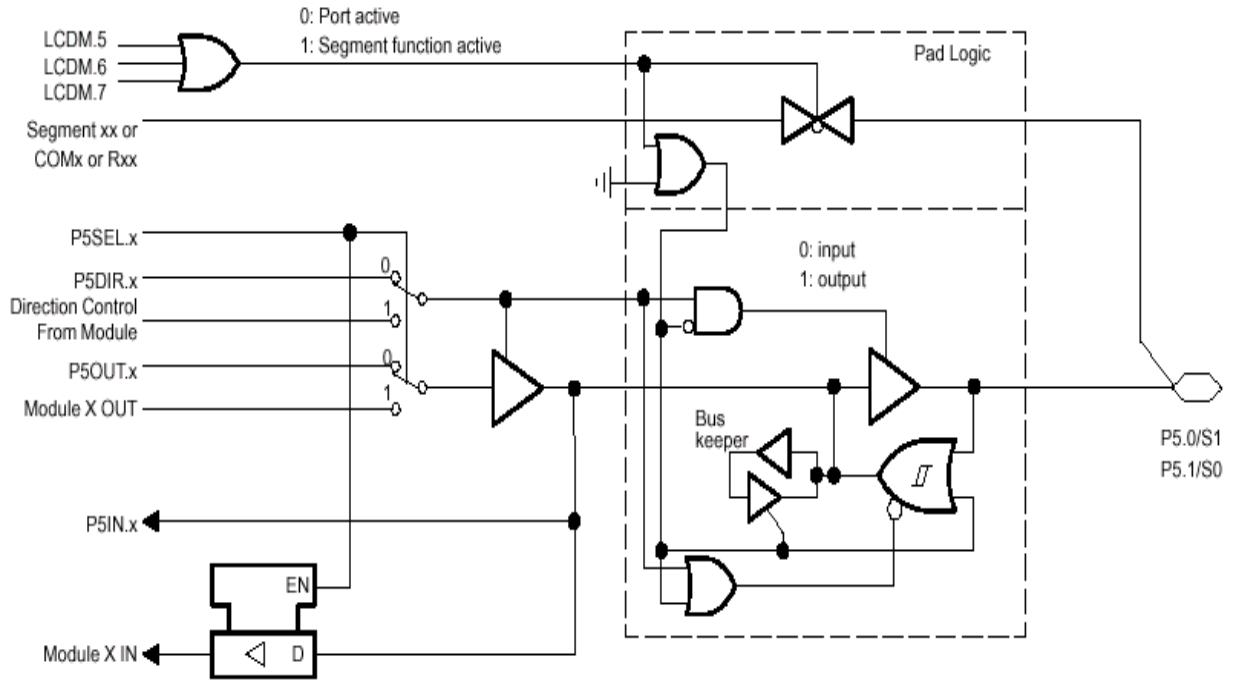 0: Port active
1: Segment function active
LCDM.5
LCDM.6
LCDM.7
Pad Logic
Segment xx or
COMx or Rxx
P5SEL.x
0
P5DIR.x
Direction Control
From Module
1
0: input
1: output
0
P5OUT.x
1
Module X OUT
Bus
keeper
P5.0/S1
P5.1/S0
P5IN.x
EN
Module X IN
D